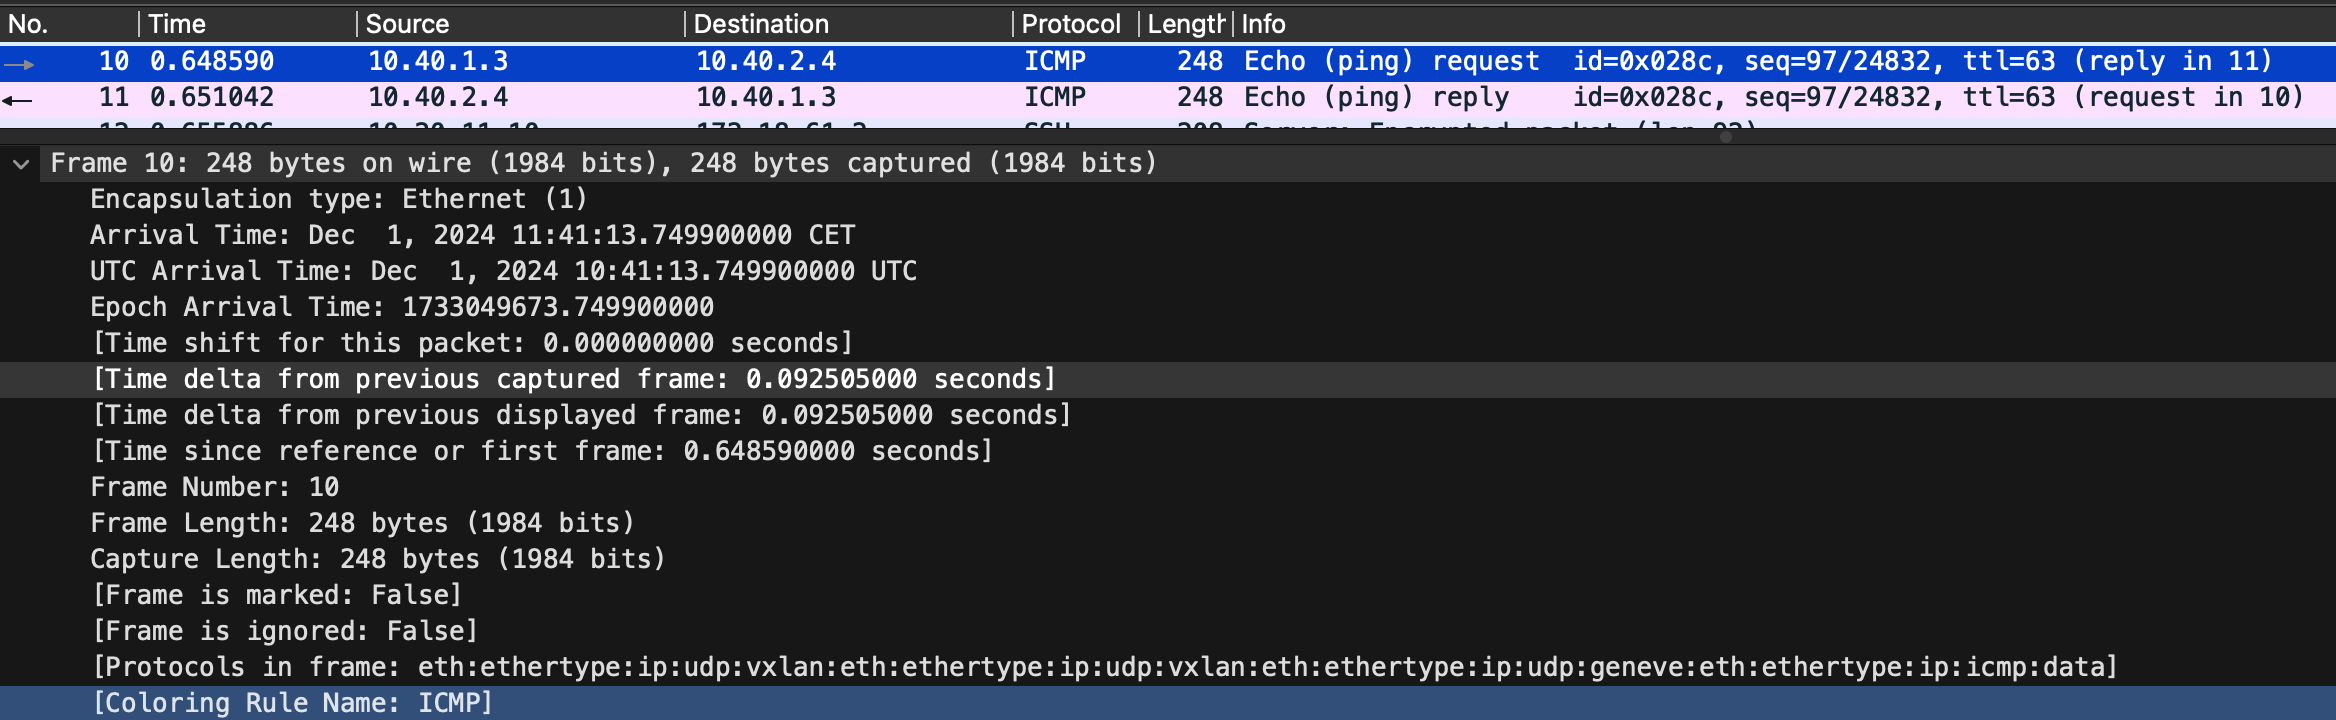 No. Time Source Destination Protocol Length Info
10 0.648590 10.40.1.3 10.40.2.4 ICMP 248 Echo (ping) request id=0x028c, seq=97/24832, ttl=63 (reply in 11)
11 0.651042 10.40.2.4 10.40.1.3 ICMP 248 Echo (ping) reply id=0x028c, seq=97/24832, ttl=63 (request in 10)
Frame 10: 248 bytes on wire (1984 bits), 248 bytes captured (1984 bits)
Encapsulation type: Ethernet (1)
Arrival Time: Dec  1, 2024 11:41:13.749900000 CET
UTC Arrival Time: Dec  1, 2024 10:41:13.749900000 UTC
Epoch Arrival Time: 1733049673.749900000
[Time shift for this packet: 0.000000000 seconds]
[Time delta from previous captured frame: 0.092505000 seconds]
[Time delta from previous displayed frame: 0.092505000 seconds]
[Time since reference or first frame: 0.648590000 seconds]
Frame Number: 10
Frame Length: 248 bytes (1984 bits)
Capture Length: 248 bytes (1984 bits)
[Frame is marked: False]
[Frame is ignored: False]
[Protocols in frame: eth:ethertype:ip:udp:vxlan:eth:ethertype:ip:udp:vxlan:eth:ethertype:ip:udp:geneve:eth:ethertype:ip:icmp:data]
[Coloring Rule Name: ICMP]